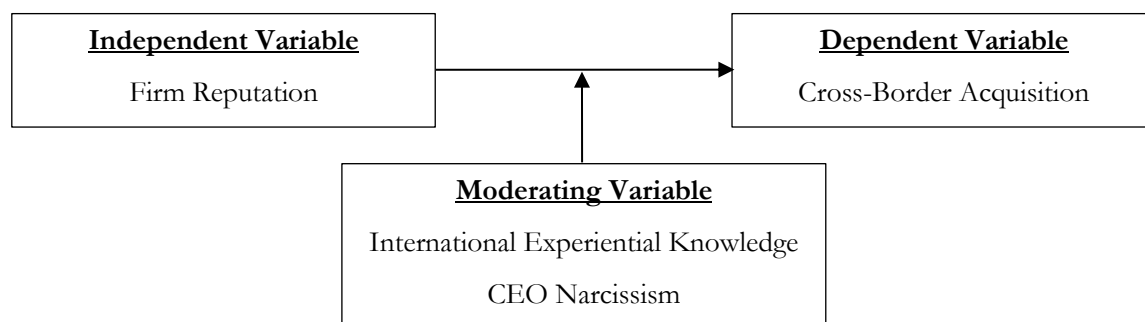 Independent Variable
Firm Reputation
Dependent Variable
Cross-Border Acquisition
Moderating Variable
International Experiential Knowledge
CEO Narcissism